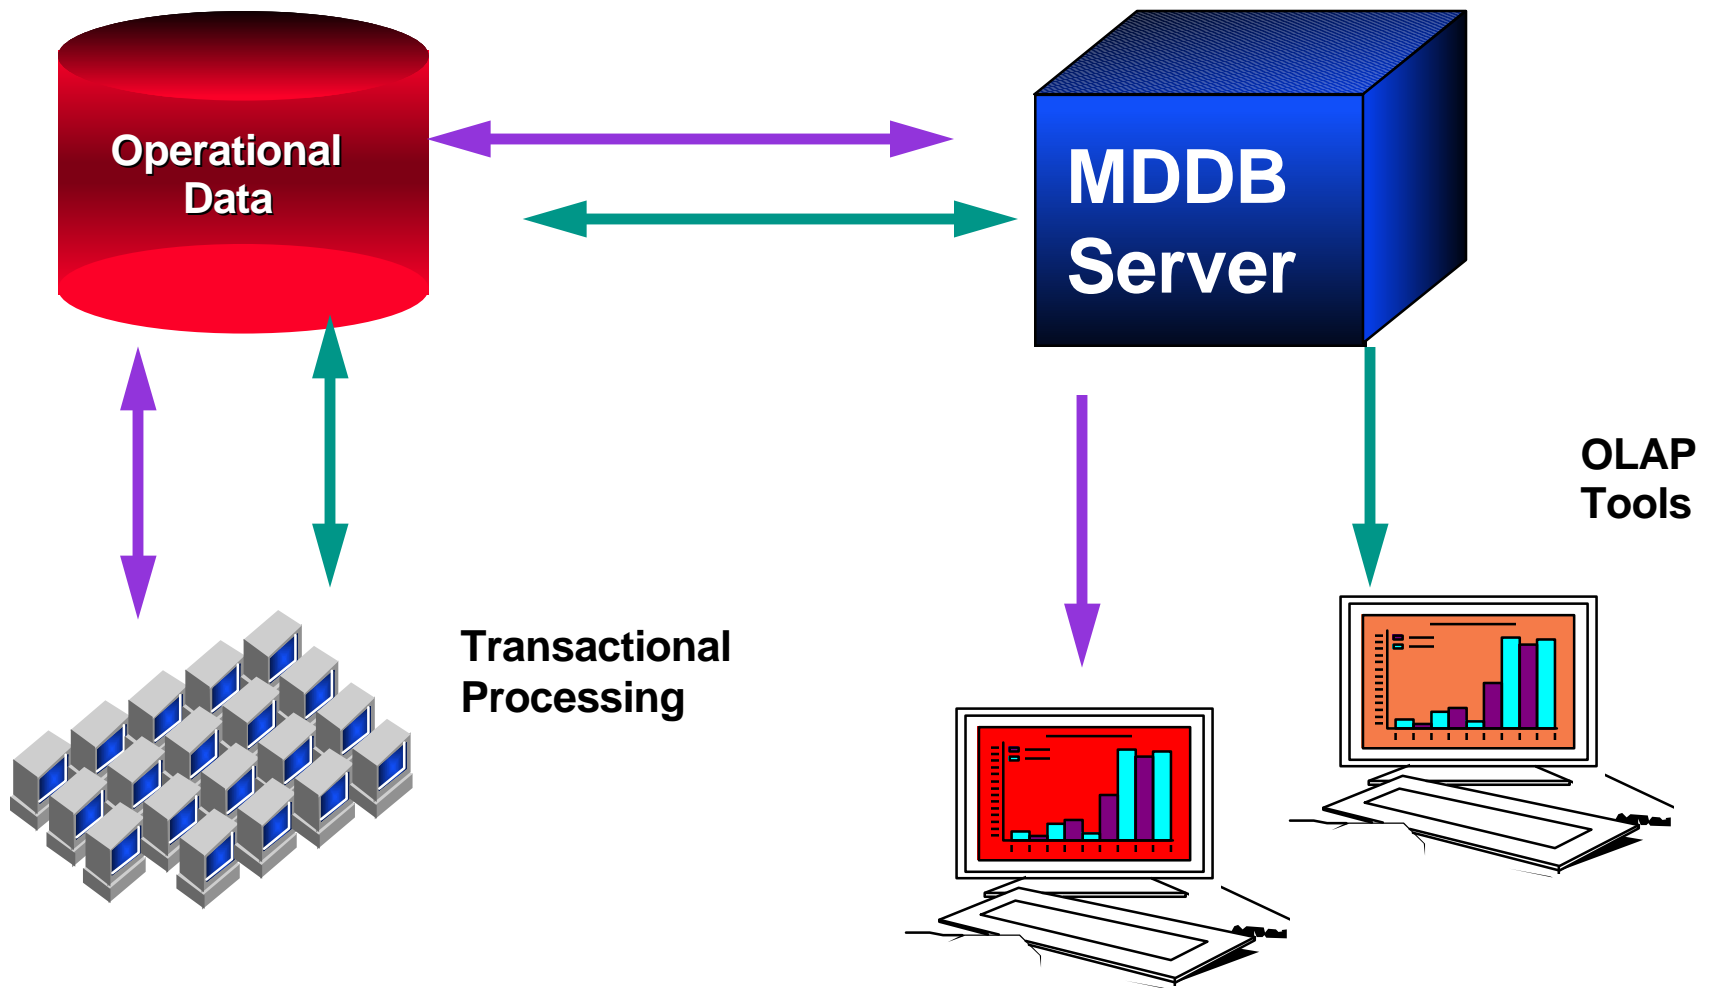 Operational
Data
MDDB
Server
OLAP
Tools
Transactional
Processing